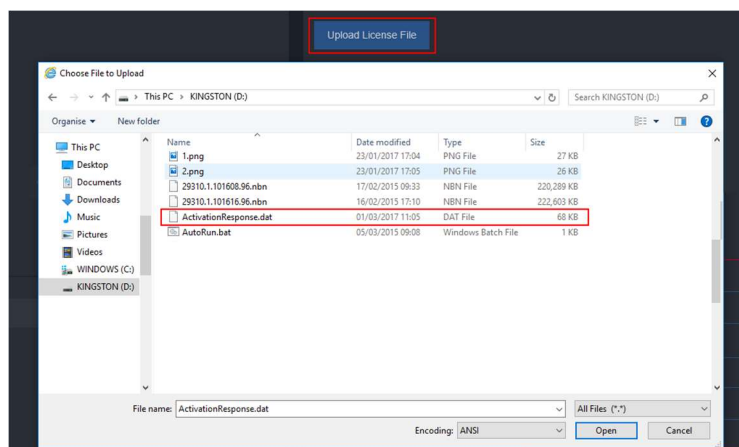 Upload License File
Choose File to Upload
This PC > KINGSTON (D:)
Search KINGSTON (D:)
Organise
New folder
Name Date modified Type Size
This PC
Desktop
Documents
Downloads
Music
Pictures
Videos
WINDOWS (C:)
KINGSTON (D:)
1.png 23/01/2017 17:04 PNG File 27 KB
2.png 23/01/2017 17:05 PNG File 26 KB
29310.1.101608.96.nbn 17/02/2015 09:33 NBN File 220,289 KB
29310.1.101616.96.nbn 16/02/2015 17:10 NBN File 222,603 KB
ActivationResponse.dat 01/03/2017 11:05 DAT File 68 KB
AutoRun.bat 05/03/2015 09:08 Windows Batch File 1 KB
File name: ActivationResponse.dat
All Files (*.*)
Encoding: ANSI
Open
Cancel